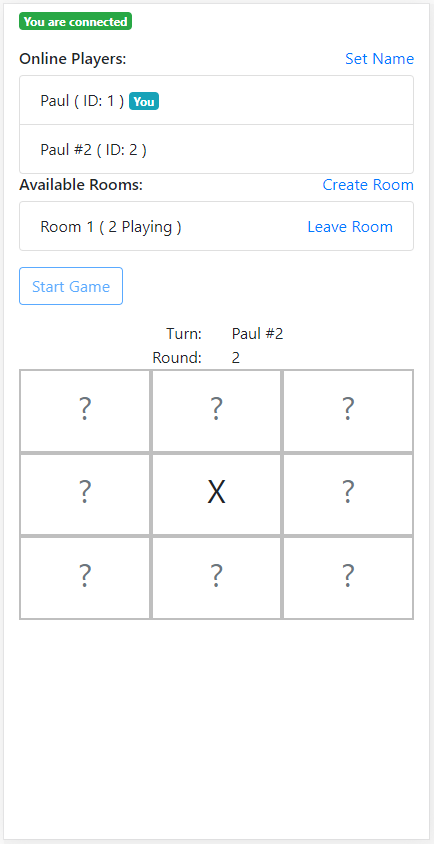 You are connected
Online Players: Set Name
Paul ( ID: 1 ) You
Paul #2 ( ID: 2 )
Available Rooms: Create Room
Room 1 ( 2 Playing ) Leave Room
Start Game
Turn: Paul #2
Round: 2
? ? ?
? X ?
? ? ?